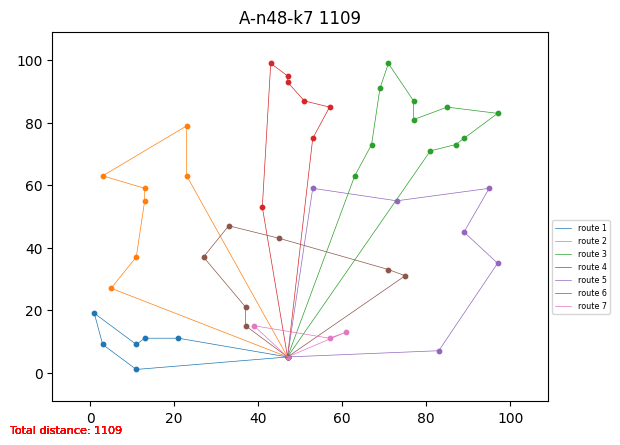 A-n48-k7 1109
100
80
60
40
20
0
0 20 40 60 80 100
route 1
route 2
route 3
route 4
route 5
route 6
route 7
Total distance: 1109